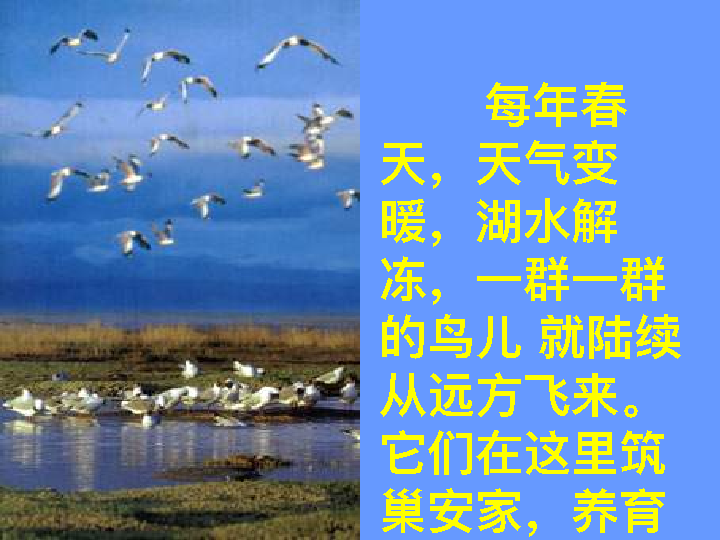 每年春
天，天气变
暖，湖水解
冻，一群一群
的鸟儿 就陆续
从远方飞来。
它们在这里筑
巢安家，养育